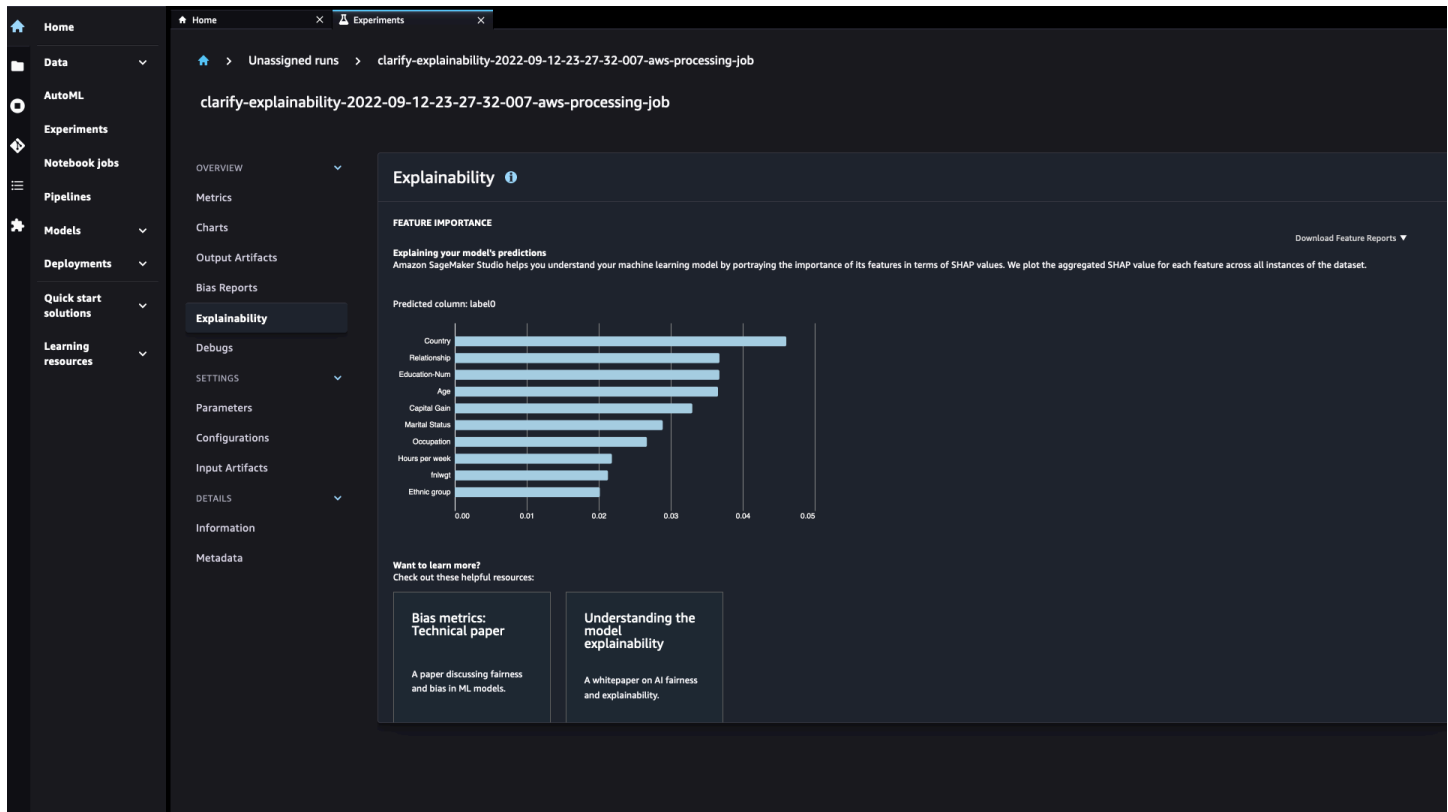 Home
Data
AutoML
Experiments
Notebook jobs
Pipelines
Models
Deployments
Quick start
solutions
Learning
resources
Home
Experiments
Unassigned runs > clarify-explainability-2022-09-12-23-27-32-007-aws-processing-job
clarify-explainability-2022-09-12-23-27-32-007-aws-processing-job
OVERVIEW
Metrics
Charts
Output Artifacts
Bias Reports
Explainability
Debugs
SETTINGS
Parameters
Configurations
Input Artifacts
DETAILS
Information
Metadata
Explainability
FEATURE IMPORTANCE
Download Feature Reports
Explaining your model's predictions
Amazon SageMaker Studio helps you understand your machine learning model by portraying the importance of its features in terms of SHAP values. We plot the aggregated SHAP value for each feature across all instances of the dataset.
Predicted column: label0
Country
Relationship
Education-Num
Age
Capital Gain
Marital Status
Occupation
Hours per week
fnlwgt
Ethnic group
0.00 0.01 0.02 0.03 0.04 0.05
Want to learn more?
Check out these helpful resources:
Bias metrics:
Technical paper
A paper discussing fairness
and bias in ML models.
Understanding the
model
explainability
A whitepaper on AI fairness
and explainability.